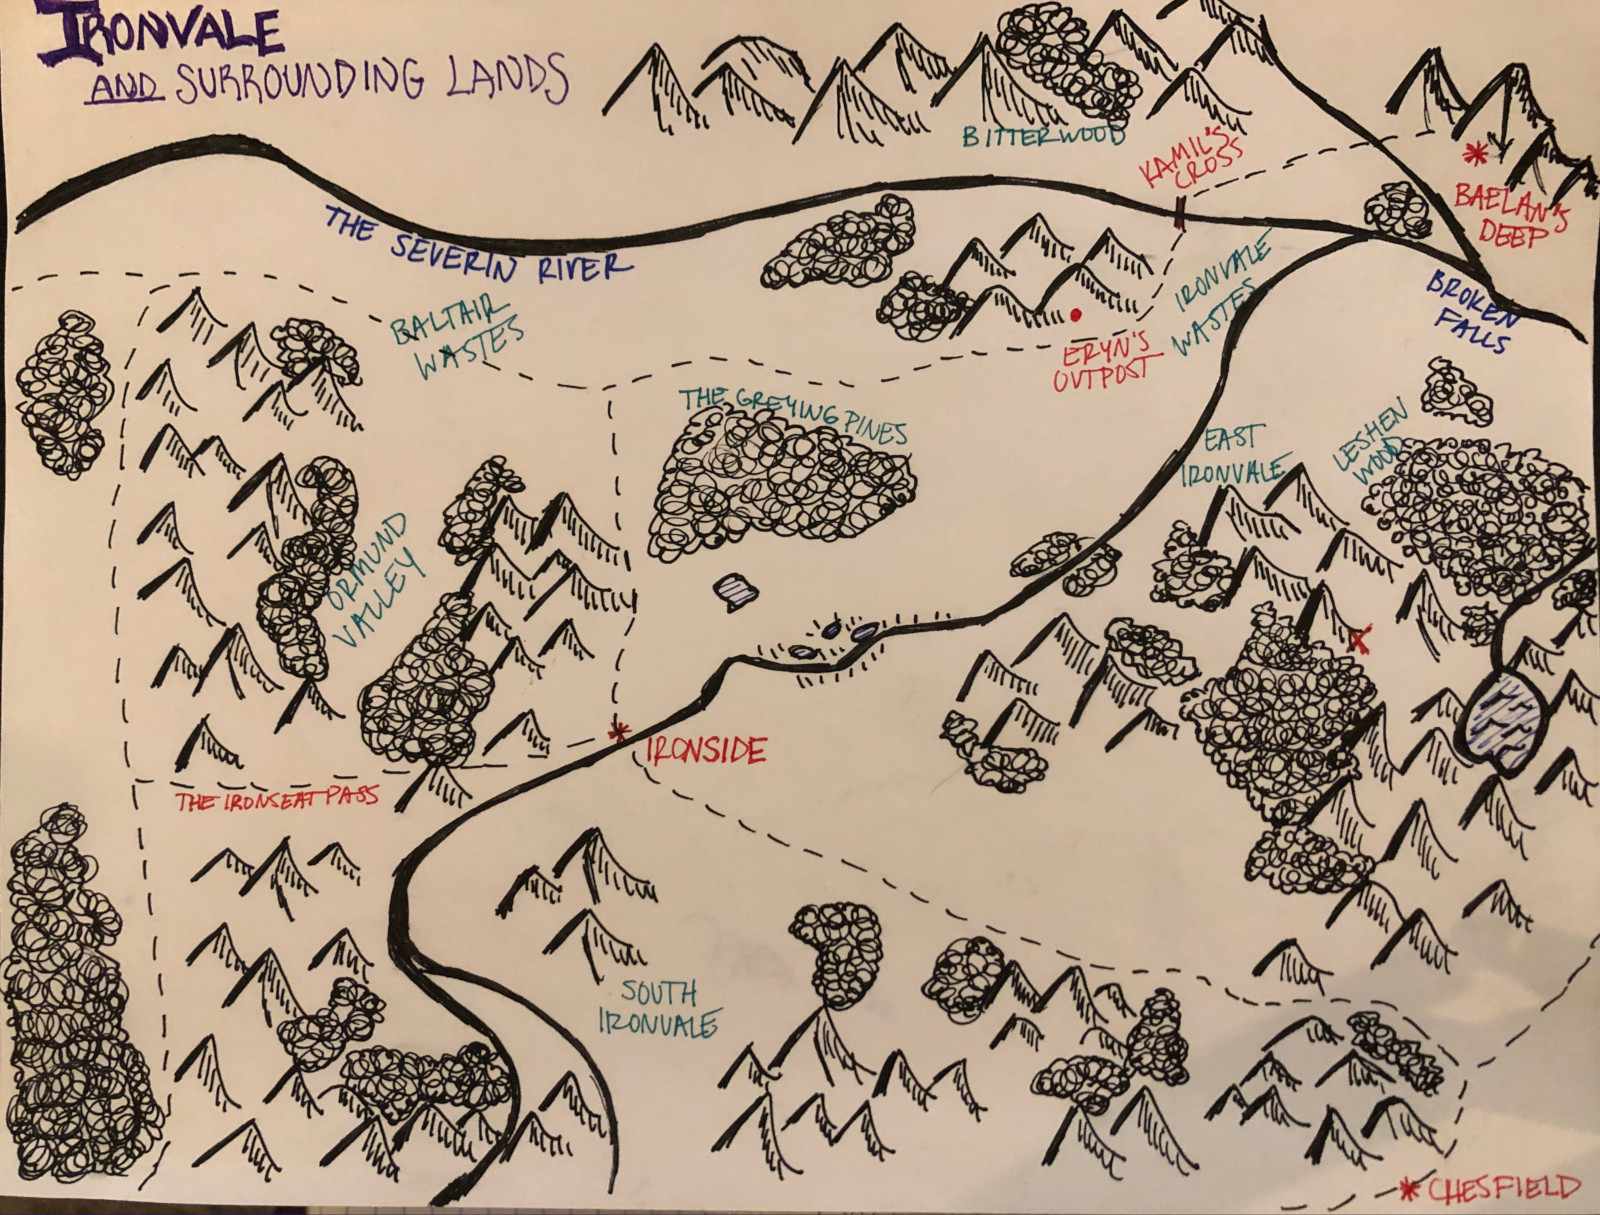 IRONVALE
AND SURROUNDING LANDS
THE SEVERIN RIVER
BITTERWOOD
KAMIL'S
CROSS
BAELAN'S
DEEP
BALTAIR
WASTES
THE GREYING PINES
ERYN'S
OUTPOST
IRONVALE
WASTES
BROKEN
FALLS
ORMUND
VALLEY
EAST
IRONVALE
LESHEN
WOOD
THE IRONSEAT PASS
IRONSIDE
SOUTH
IRONVALE
CHESFIELD